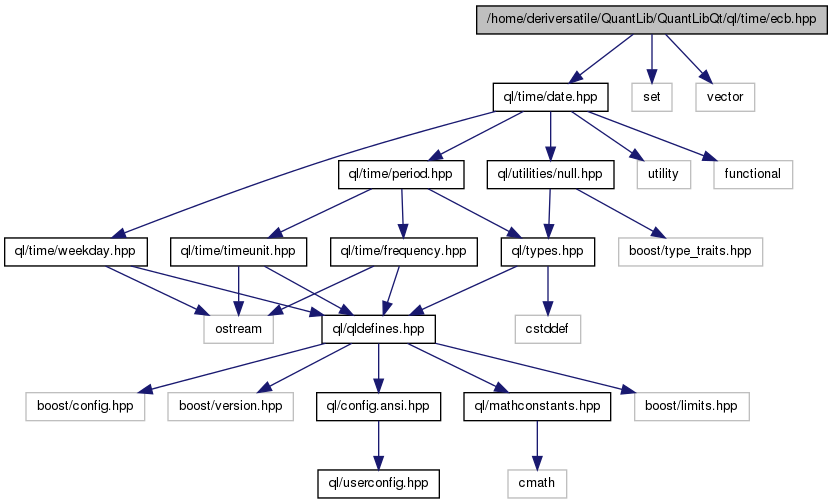 /home/deriversatile/QuantLib/QuantLibQt/ql/time/ecb.hpp
ql/time/date.hpp
set
vector
ql/time/period.hpp
ql/utilities/null.hpp
utility
functional
ql/time/weekday.hpp
ql/time/timeunit.hpp
ql/time/frequency.hpp
ql/types.hpp
boost/type_traits.hpp
ostream
ql/qldefines.hpp
cstddef
boost/config.hpp
boost/version.hpp
ql/config.ansi.hpp
ql/mathconstants.hpp
boost/limits.hpp
ql/userconfig.hpp
cmath